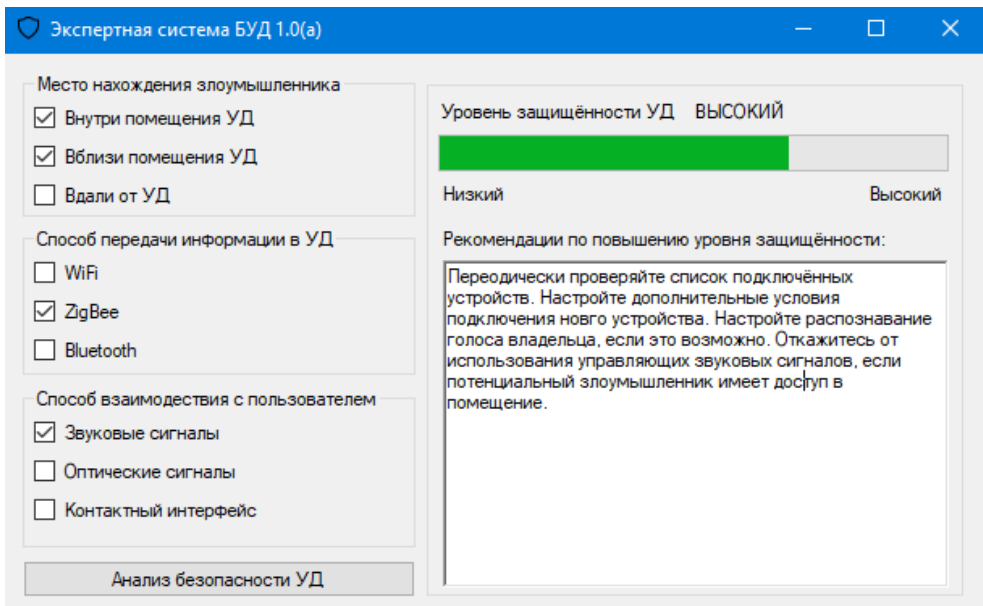 Экспертная система БУД 1.0(а)
Место нахождения злоумышленника
Внутри помещения УД
Вблизи помещения УД
Вдали от УД
Способ передачи информации в УД
WiFi
ZigBee
Bluetooth
Способ взаимодествия с пользователем
Звуковые сигналы
Оптические сигналы
Контактный интерфейс
Анализ безопасности УД
Уровень защищённости УД ВЫСОКИЙ
Низкий Высокий
Рекомендации по повышению уровня защищённости:
Переодически проверяйте список подключённых
устройств. Настройте дополнительные условия
подключения новго устройства. Настройте распознавание
голоса владельца, если это возможно. Откажитесь от
использования управляющих звуковых сигналов, если
потенциальный злоумышленник имеет доступ в
помещение.